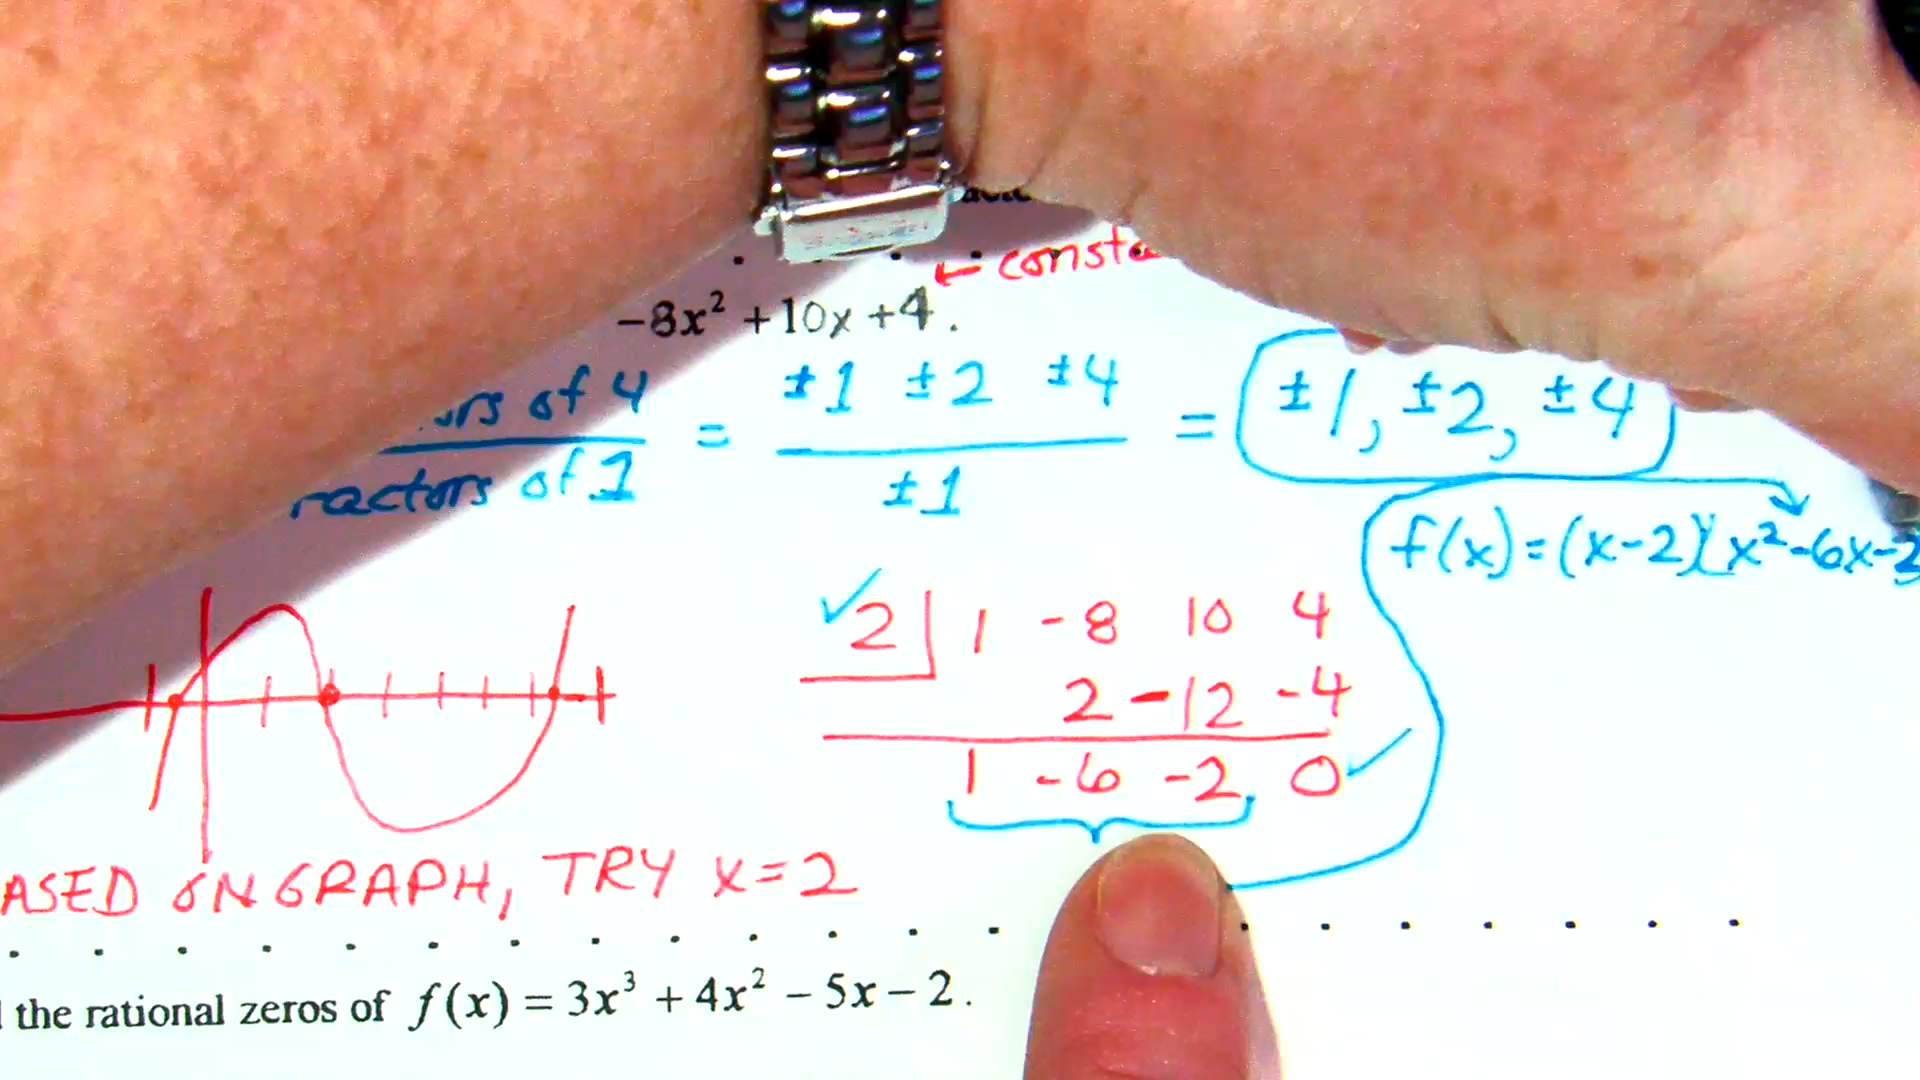 ← consta
−8x² +10x +4.
of 4 = ±1 ±2 ±4 = ±1, ±2, ±4
factors of 1 ±1
f(x)=(x-2)(x²-6x-2
✓2 1 -8 10 4
2 -12 -4
1 -6 -2 0 ✓
ASED ON GRAPH, TRY x=2
the rational zeros of f(x) = 3x³ + 4x² − 5x − 2.